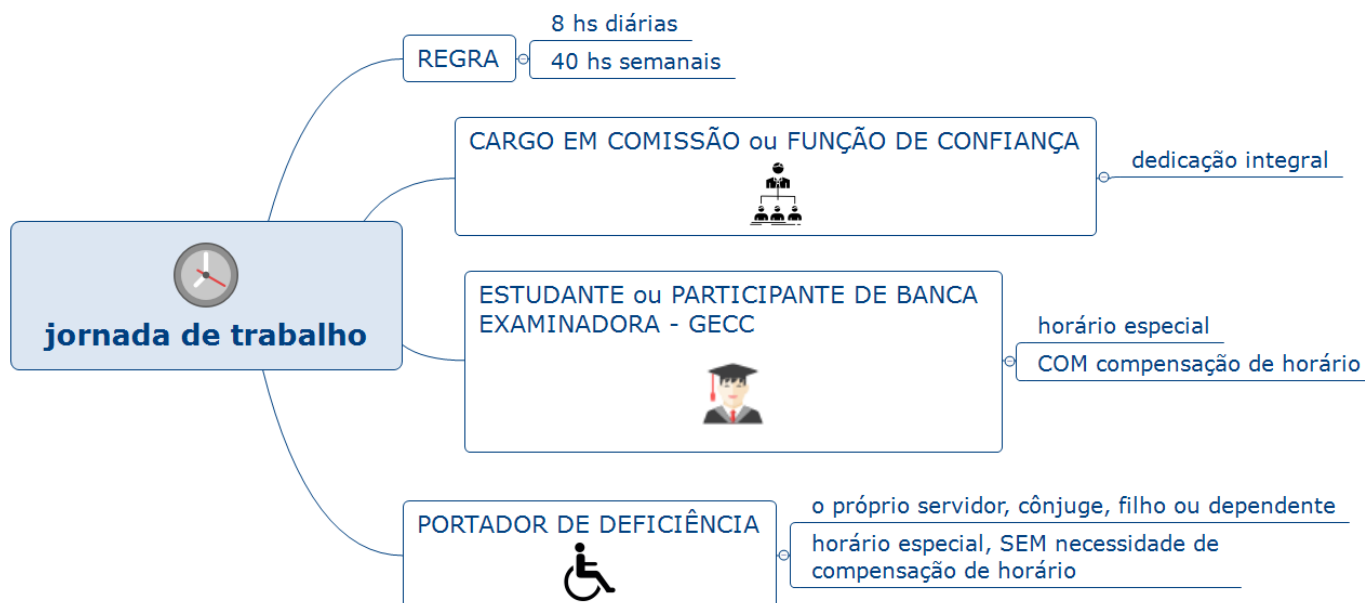 8 hs diárias
REGRA
40 hs semanais
CARGO EM COMISSÃO ou FUNÇÃO DE CONFIANÇA
dedicação integral
jornada de trabalho
ESTUDANTE ou PARTICIPANTE DE BANCA
EXAMINADORA - GECC
horário especial
COM compensação de horário
PORTADOR DE DEFICIÊNCIA
o próprio servidor, cônjuge, filho ou dependente
horário especial, SEM necessidade de
compensação de horário